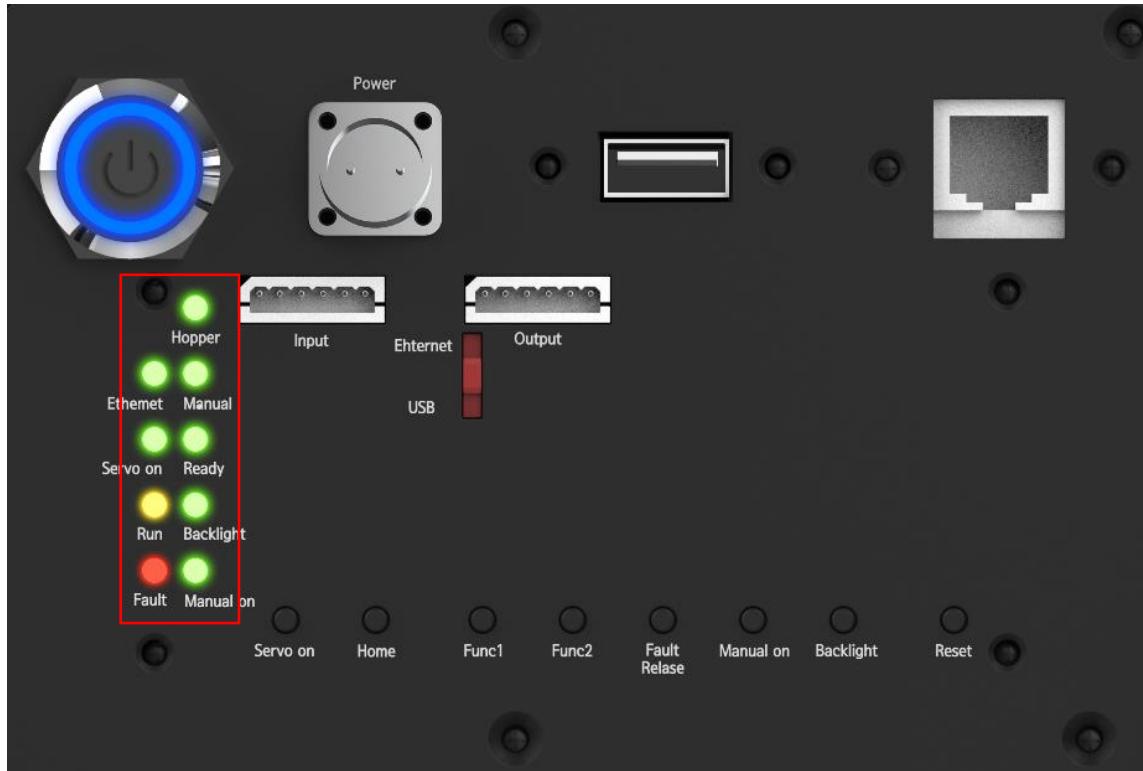 Power
Hopper
Input
Ehternet
Output
Ethemet
Manual
USB
Servo on
Ready
Run
Backlight
Fault
Manual on
Servo on
Home
Func1
Func2
Fault
Relase
Manual on
Backlight
Reset